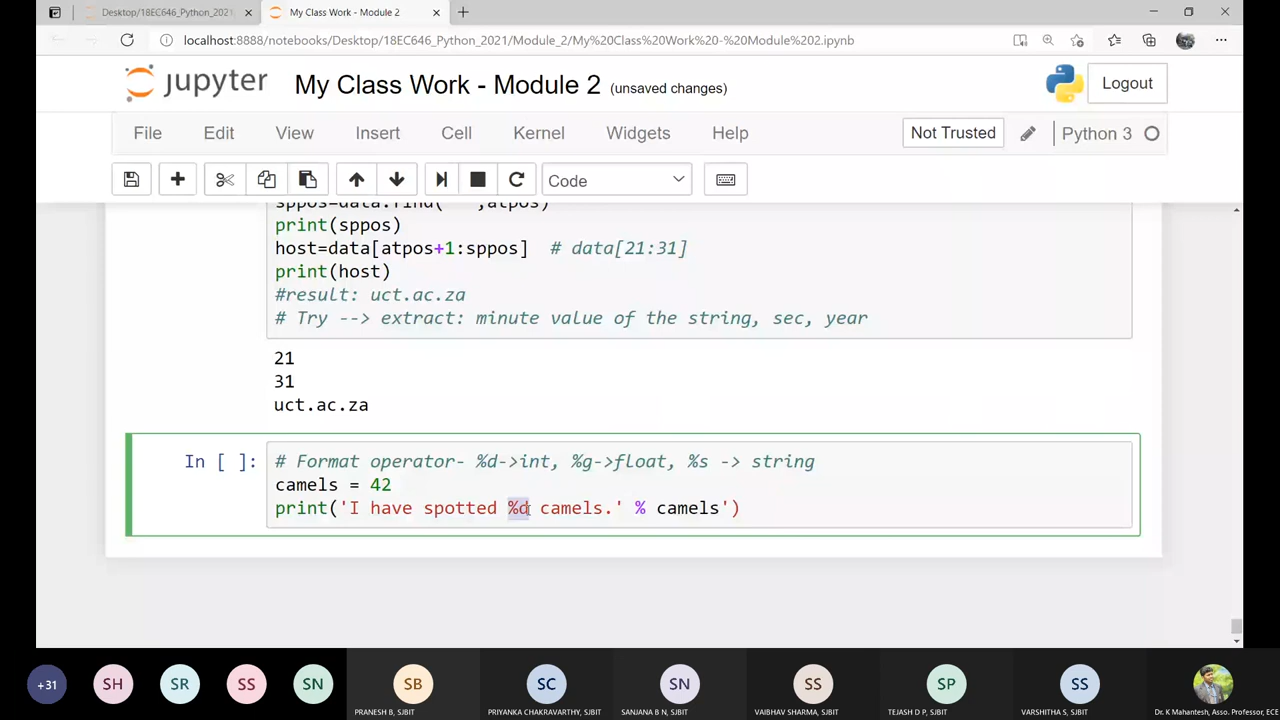 Desktop/18EC646_Python_2021/
My Class Work - Module 2
localhost:8888/notebooks/Desktop/18EC646_Python_2021/Module_2/My%20Class%20Work%20-%20Module%202.ipynb
jupyter
My Class Work - Module 2 (unsaved changes)
Logout
File Edit View Insert Cell Kernel Widgets Help
Not Trusted
Python 3
Code
sppos=data.find(' ',atpos)
print(sppos)
host=data[atpos+1:sppos]  # data[21:31]
print(host)
#result: uct.ac.za
# Try --> extract: minute value of the string, sec, year
21
31
uct.ac.za
In [ ]:
# Format operator- %d->int, %g->float, %s -> string
camels = 42
print('I have spotted %d camels.' % camels')
+31 SH SR SS SN SB SC SN SS SP SS
PRANESH B, SJBIT
PRIYANKA CHAKRAVARTHY, SJBIT
SANJANA B N, SJBIT
VAIBHAV SHARMA, SJBIT
TEJASH D P, SJBIT
VARSHITHA S, SJBIT
Dr. K Mahantesh, Asso. Professor, ECE